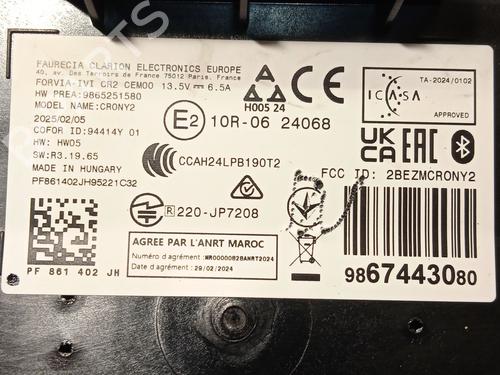 FAURECIA CLARION ELECTRONICS EUROPE
40, av. Des Terroirs de France 75012 Paris, France
FORVIA-IVI CR2 CEM00 13.5V ⎓ 6.5A
HW PREA:9865251580
MODEL NAME:CRONY2
2025/02/05
COFOR ID:94414Y 01
HW: HW05
SW:R3.19.65
MADE IN HUNGARY
PF861402JH95221C32
H005 24
E2 10R-06 24068
CCAH24LPB190T2
R 220-JP7208
PF 861 402 JH
AGREE PAR L'ANRT MAROC
Numéro d'agrément : MR00000828ANRT2024
Date d'agrément : 29/02/2024
ICASA
TA-2024/0102
APPROVED
UK
CA
EAC
FCC ID: 2BEZMCRONY2
9867443080